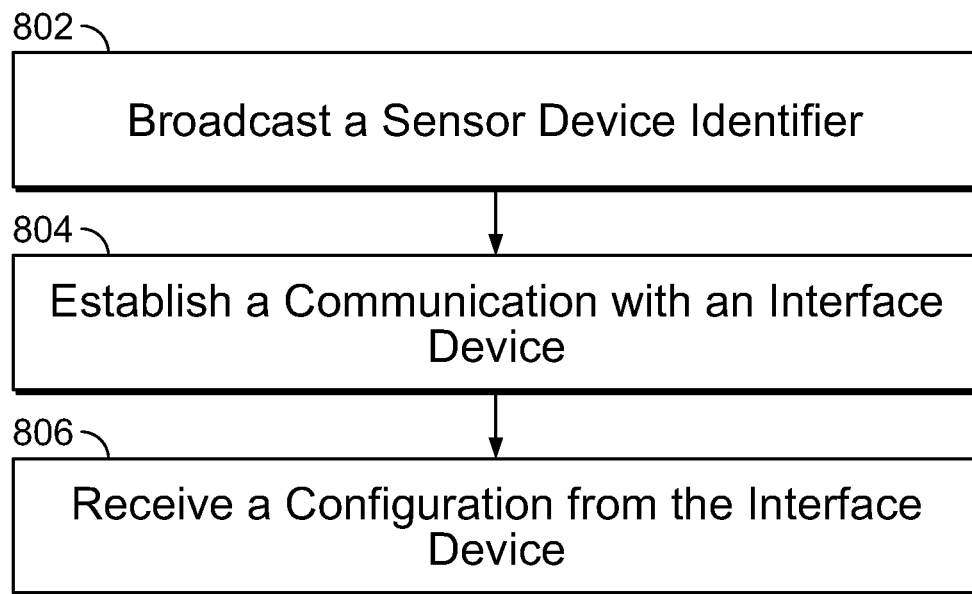 802
Broadcast a Sensor Device Identifier
804
Establish a Communication with an Interface
Device
806
Receive a Configuration from the Interface
Device